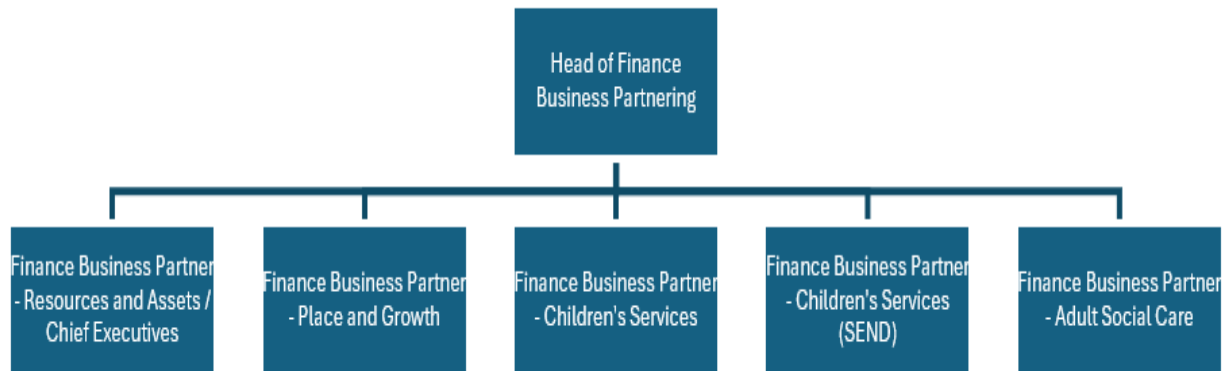 Head of Finance
Business Partnering
Finance Business Partner
- Resources and Assets /
Chief Executives
Finance Business Partner
- Place and Growth
Finance Business Partner
- Children's Services
Finance Business Partner
- Children's Services
(SEND)
Finance Business Partner
- Adult Social Care